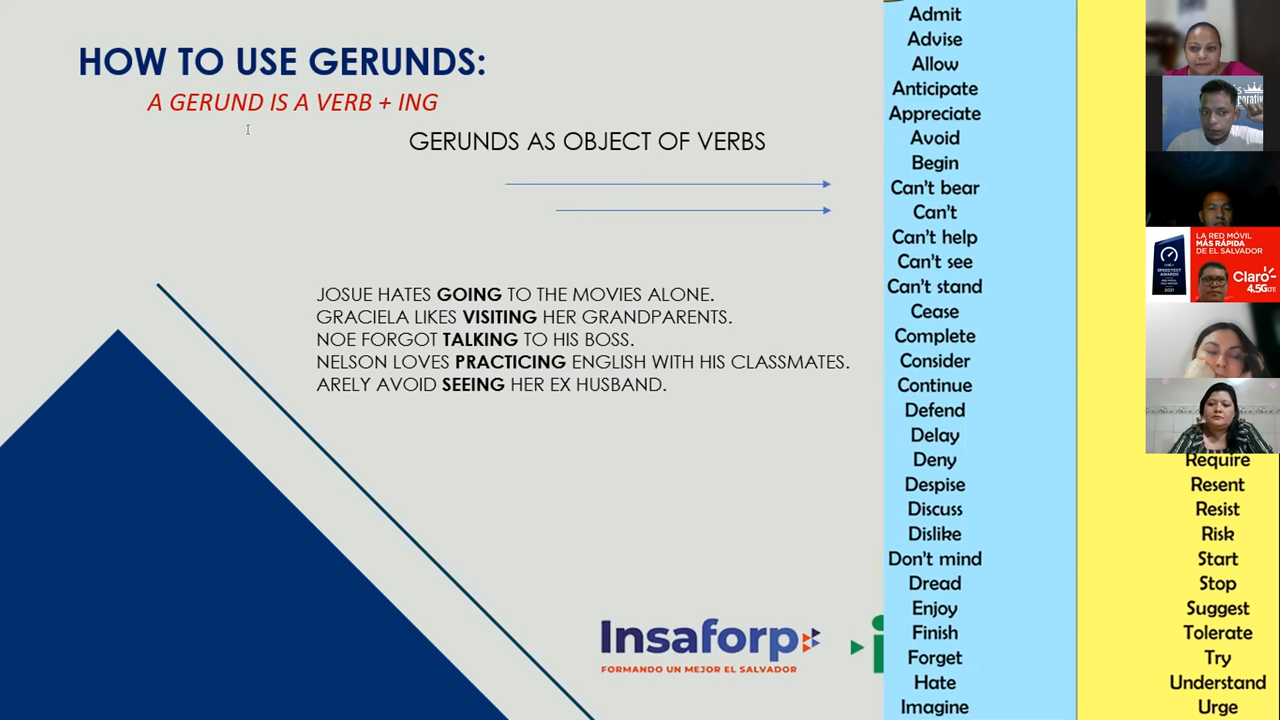 HOW TO USE GERUNDS:
A GERUND IS A VERB + ING
GERUNDS AS OBJECT OF VERBS
JOSUE HATES GOING TO THE MOVIES ALONE.
GRACIELA LIKES VISITING HER GRANDPARENTS.
NOE FORGOT TALKING TO HIS BOSS.
NELSON LOVES PRACTICING ENGLISH WITH HIS CLASSMATES.
ARELY AVOID SEEING HER EX HUSBAND.
Insaforp
FORMANDO UN MEJOR EL SALVADOR
Admit
Advise
Allow
Anticipate
Appreciate
Avoid
Begin
Can't bear
Can't
Can't help
Can't see
Can't stand
Cease
Complete
Consider
Continue
Defend
Delay
Deny
Despise
Discuss
Dislike
Don't mind
Dread
Enjoy
Finish
Forget
Hate
Imagine
LA RED MÓVIL
MÁS RÁPIDA
DE EL SALVADOR
Claro
4.5G LTE
Require
Resent
Resist
Risk
Start
Stop
Suggest
Tolerate
Try
Understand
Urge